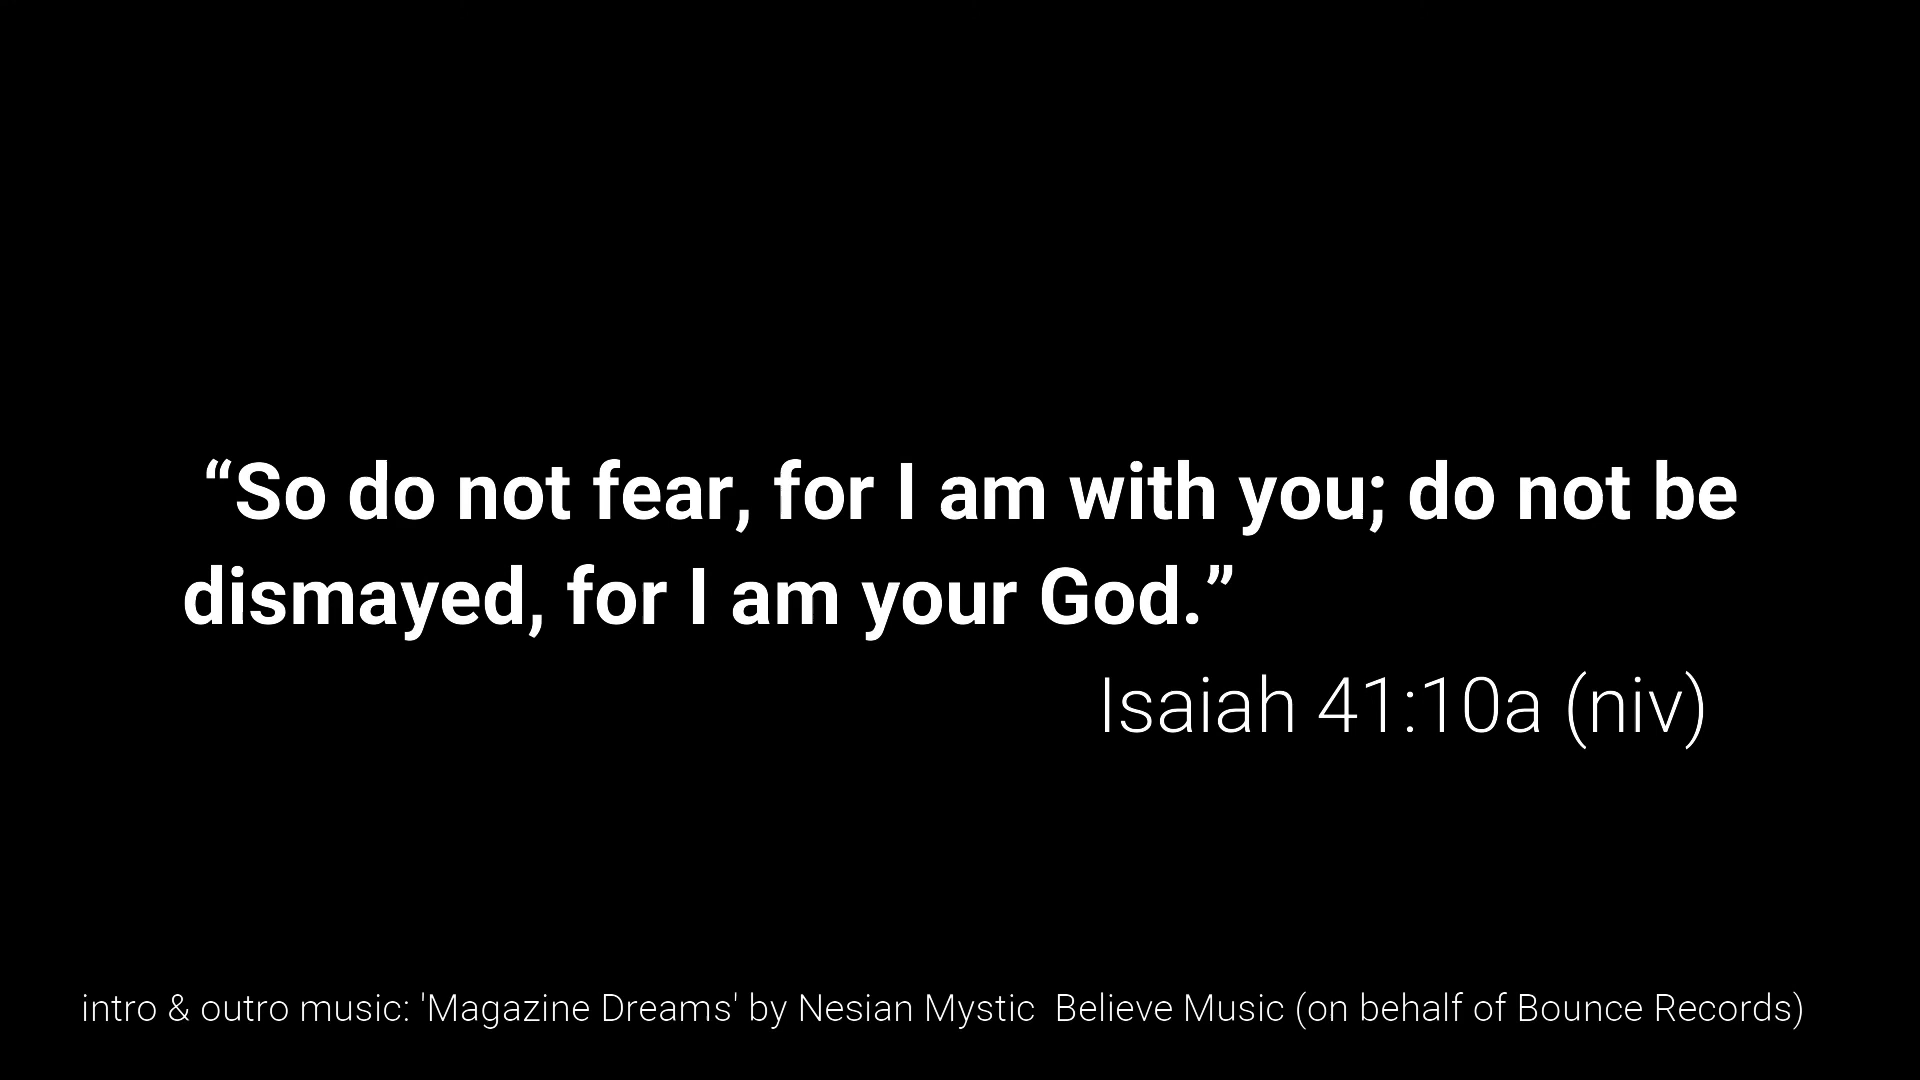 “So do not fear, for I am with you; do not be
dismayed, for I am your God.”
Isaiah 41:10a (niv)
intro & outro music: 'Magazine Dreams' by Nesian Mystic  Believe Music (on behalf of Bounce Records)